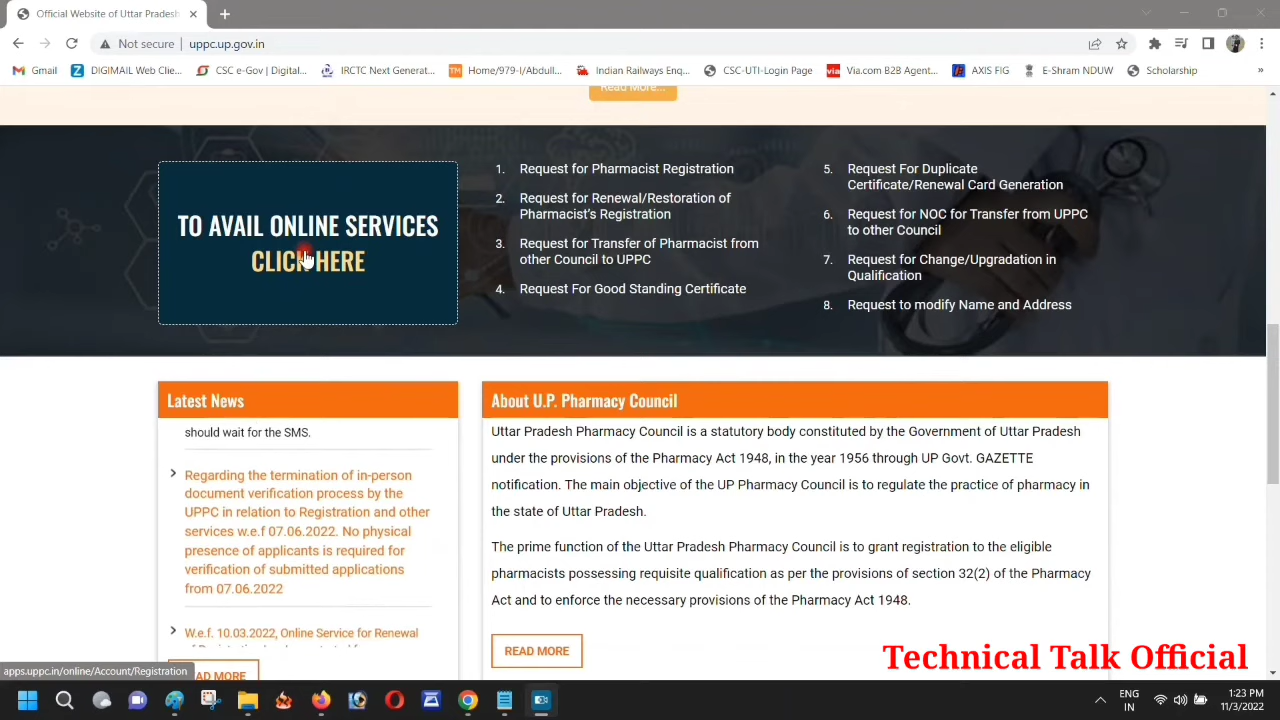 Official Website of Uttar Pradesh
Not secure
uppc.up.gov.in
Gmail
DIGIMAIL Web Clie...
CSC e-Gov | Digital...
IRCTC Next Generat...
Home/979-I/Abdull...
Indian Railways Enq...
CSC-UTI-Loan Page
Via.com B2B Agent...
AXIS FIG
E-Shram NDUW
Scholarship
»
Read More...
TO AVAIL ONLINE SERVICES
CLICK HERE
1. Request for Pharmacist Registration
2. Request for Renewal/Restoration of
Pharmacist's Registration
3. Request for Transfer of Pharmacist from
other Council to UPPC
4. Request For Good Standing Certificate
5. Request For Duplicate
Certificate/Renewal Card Generation
6. Request for NOC for Transfer from UPPC
to other Council
7. Request for Change/Upgradation in
Qualification
8. Request to modify Name and Address
Latest News
should wait for the SMS.
Regarding the termination of in-person
document verification process by the
UPPC in relation to Registration and other
services w.e.f 07.06.2022. No physical
presence of applicants is required for
verification of submitted applications
from 07.06.2022
W.e.f. 10.03.2022, Online Service for Renewal
About U.P. Pharmacy Council
Uttar Pradesh Pharmacy Council is a statutory body constituted by the Government of Uttar Pradesh
under the provisions of the Pharmacy Act 1948, in the year 1956 through UP Govt. GAZETTE
notification. The main objective of the UP Pharmacy Council is to regulate the practice of pharmacy in
the state of Uttar Pradesh.
The prime function of the Uttar Pradesh Pharmacy Council is to grant registration to the eligible
pharmacists possessing requisite qualification as per the provisions of section 32(2) of the Pharmacy
Act and to enforce the necessary provisions of the Pharmacy Act 1948.
READ MORE
Technical Talk Official
apps.uppc.in/online/Account/Registration
AD MORE
ENG
IN
1:23 PM
11/3/2022